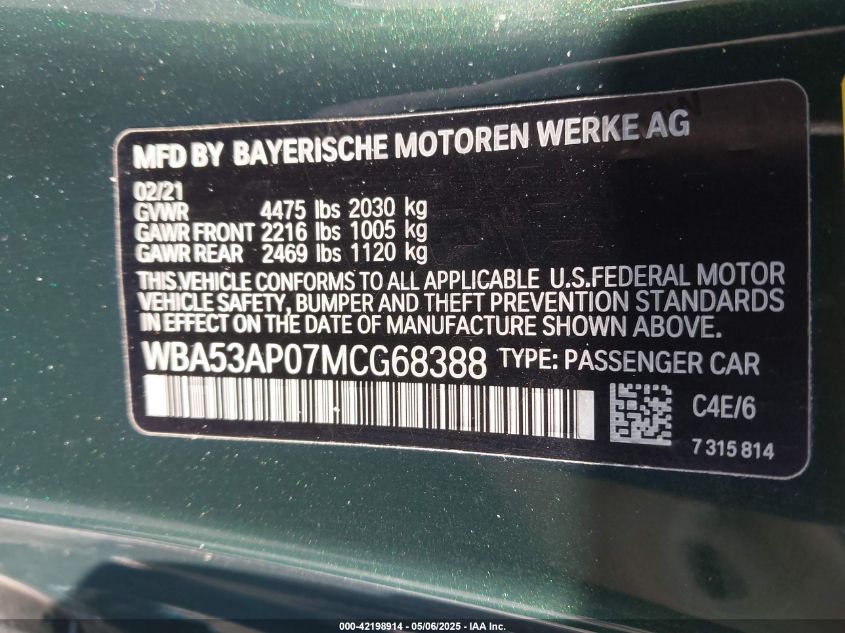 MFD BY BAYERISCHE MOTOREN WERKE AG
02/21
GVWR 4475 lbs 2030 kg
GAWR FRONT 2216 lbs 1005 kg
GAWR REAR 2469 lbs 1120 kg
THIS VEHICLE CONFORMS TO ALL APPLICABLE U.S.FEDERAL MOTOR
VEHICLE SAFETY, BUMPER AND THEFT PREVENTION STANDARDS
IN EFFECT ON THE DATE OF MANUFACTURE SHOWN ABOVE.
WBA53AP07MCG68388 TYPE: PASSENGER CAR
C4E/6
7 315 814
000-42198914 - 05/06/2025 - IAA Inc.